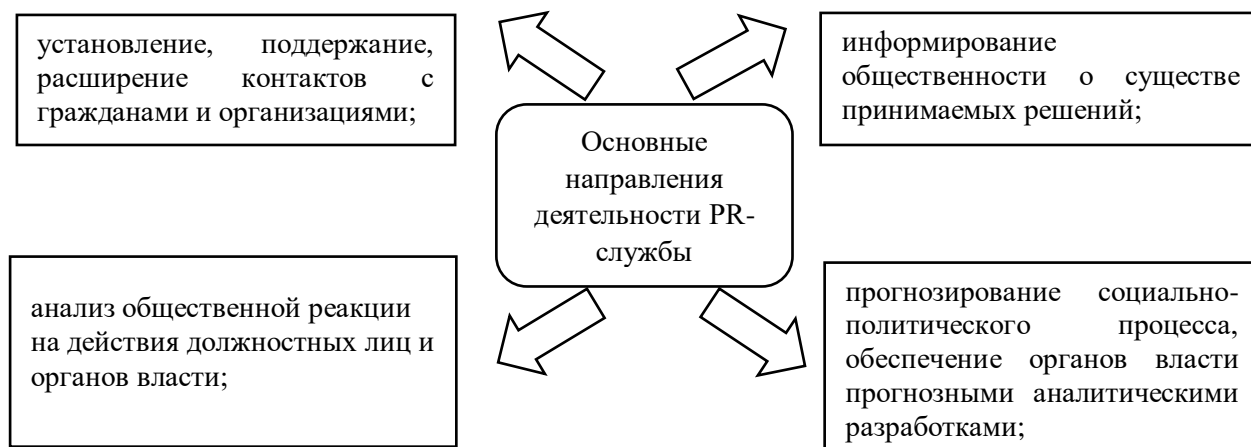 установление, поддержание,
расширение контактов с
гражданами и организациями;
информирование
общественности о существе
принимаемых решений;
Основные
направления
деятельности PR-
службы
анализ общественной реакции
на действия должностных лиц и
органов власти;
прогнозирование социально-
политического процесса,
обеспечение органов власти
прогнозными аналитическими
разработками;